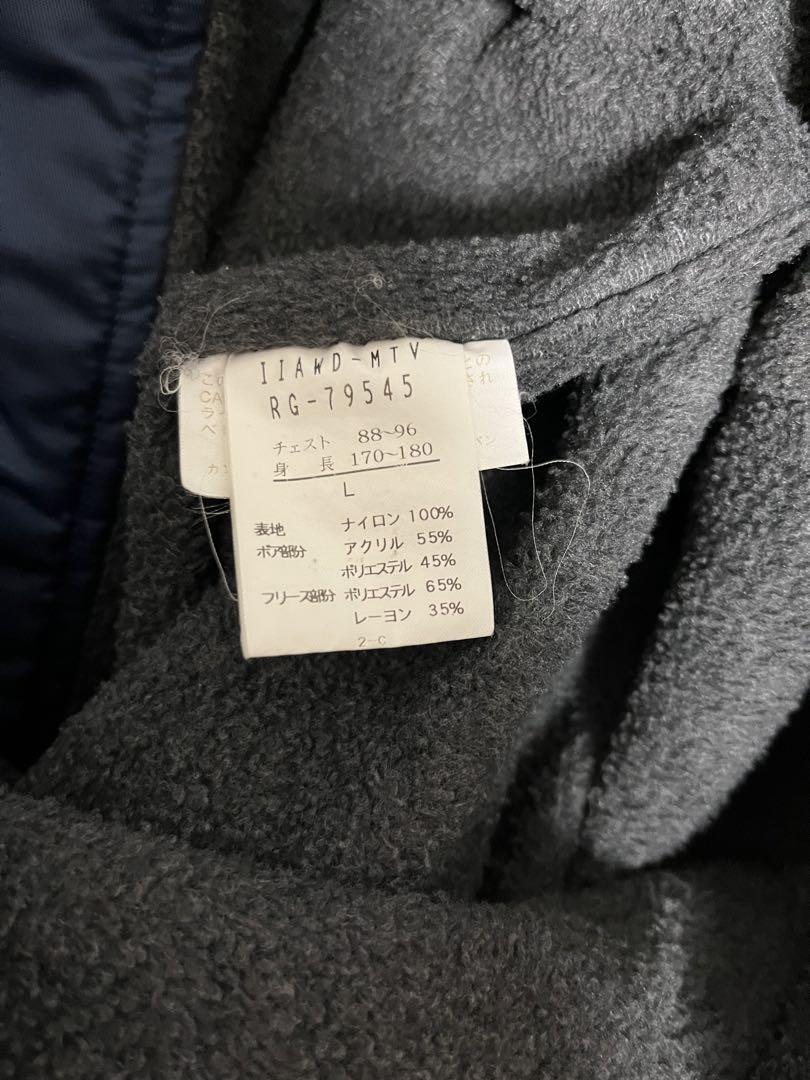 IIAWD-MTV
RG-79545
チェスト 88~96
身長 170~180
L
表地 ナイロン 100%
ボア部分 アクリル 55%
ポリエステル 45%
フリース部分 ポリエステル 65%
レーヨン 35%
2-C